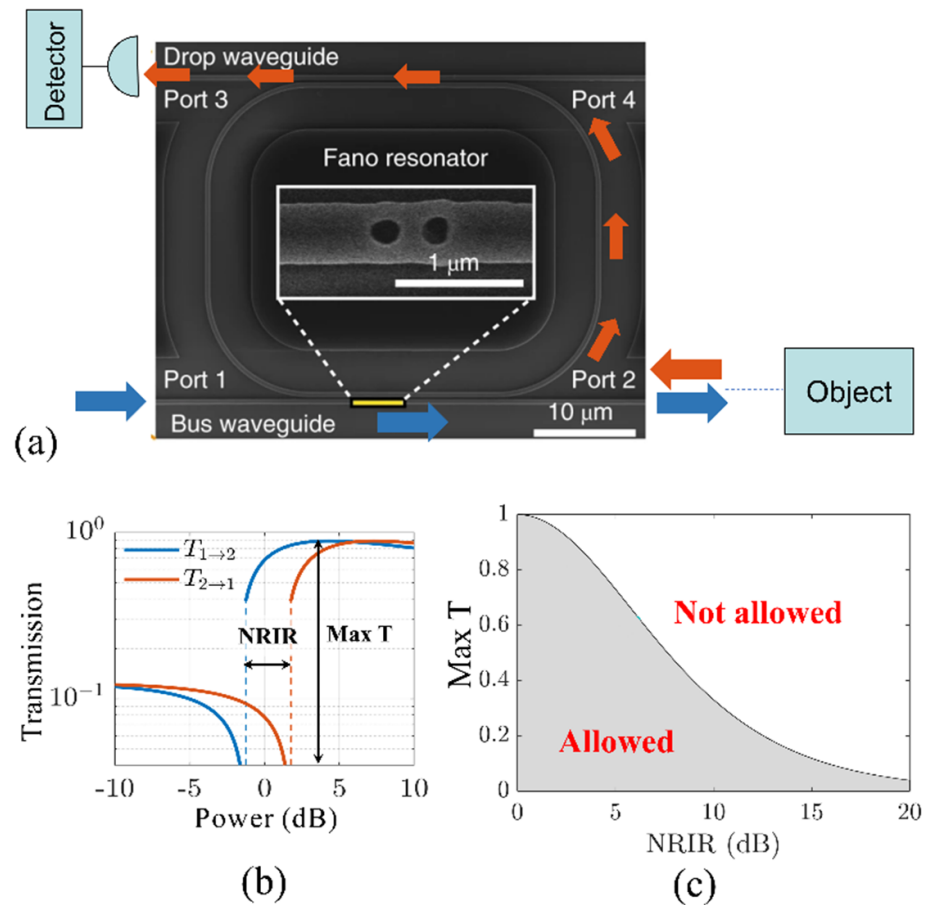 Detector
Drop waveguide
Port 3
Port 4
Fano resonator
1 μm
Port 1
Port 2
Object
Bus waveguide
10 μm
(a)
10⁰
T₁→₂
T₂→₁
NRIR
Max T
10⁻¹
Transmission
-10
-5
0
5
10
Power (dB)
(b)
1
0.8
0.6
0.4
0.2
0
Max T
Not allowed
Allowed
0
5
10
15
20
NRIR (dB)
(c)